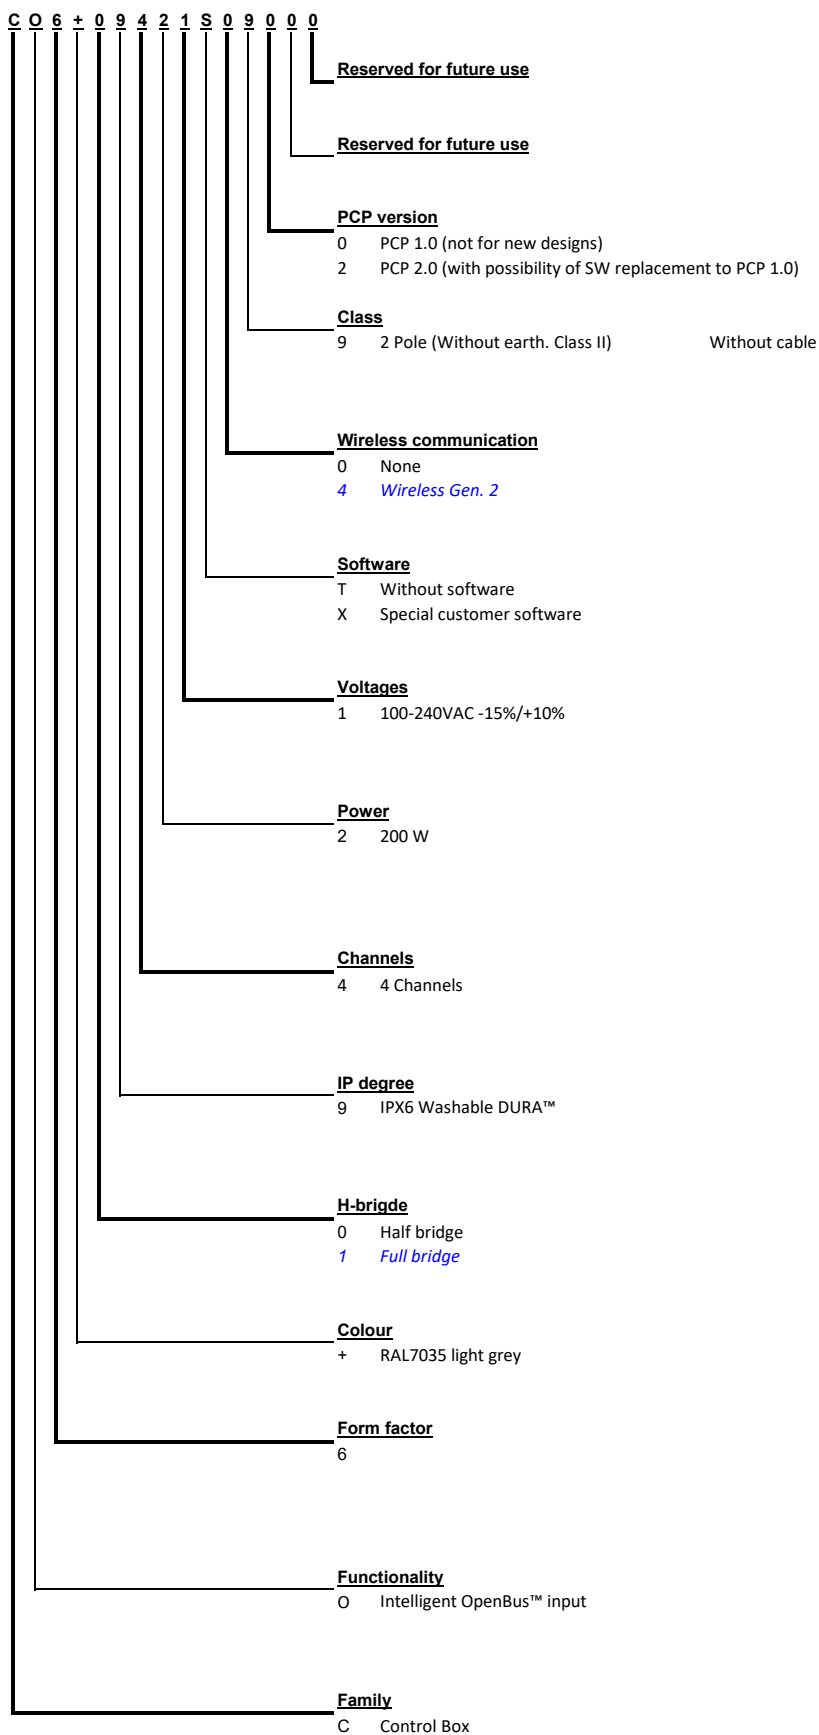 C O 6 + 0 9 4 2 1 S 0 9 0 0 0
Reserved for future use
Reserved for future use
PCP version
0 PCP 1.0 (not for new designs)
2 PCP 2.0 (with possibility of SW replacement to PCP 1.0)
Class
9 2 Pole (Without earth. Class II) Without cable
Wireless communication
0 None
4 Wireless Gen. 2
Software
T Without software
X Special customer software
Voltages
1 100-240VAC -15%/+10%
Power
2 200 W
Channels
4 4 Channels
IP degree
9 IPX6 Washable DURA™
H-brigde
0 Half bridge
1 Full bridge
Colour
+ RAL7035 light grey
Form factor
6
Functionality
O Intelligent OpenBus™ input
Family
C Control Box